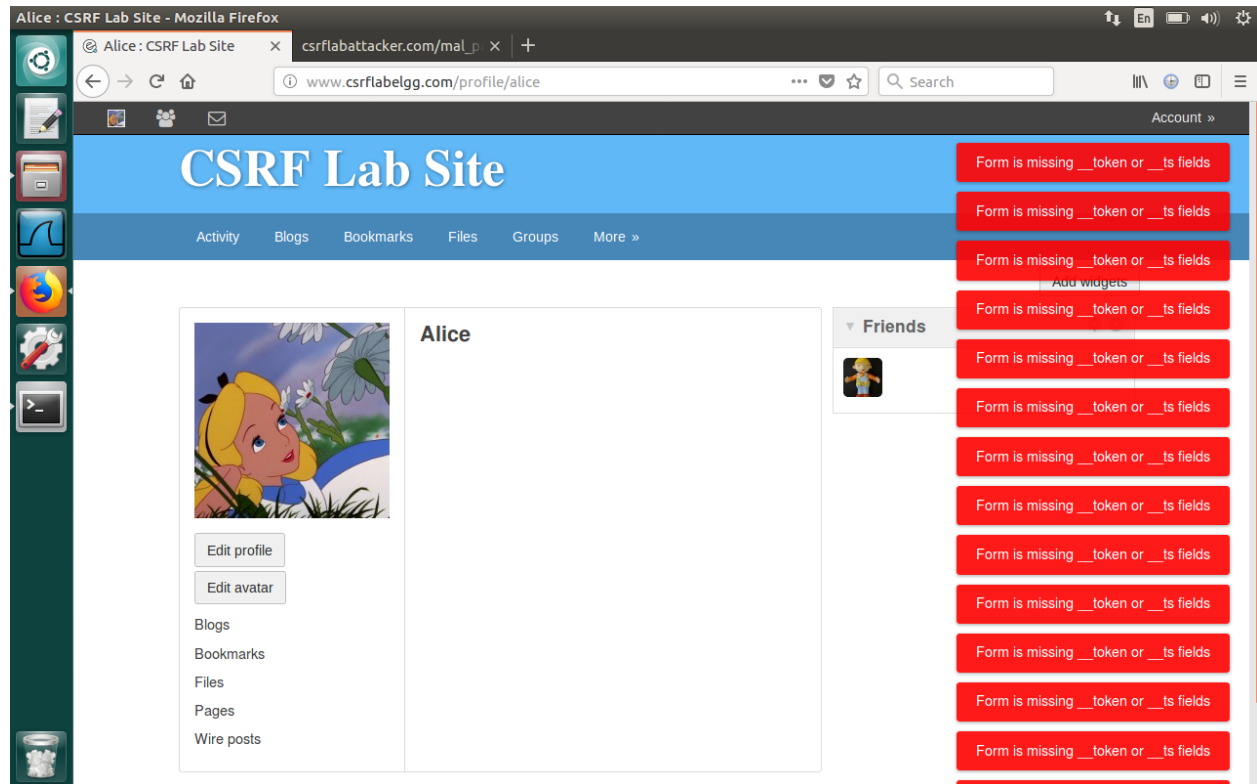 Alice : CSRF Lab Site - Mozilla Firefox
En
Alice : CSRF Lab Site
csrflabattacker.com/mal_p
www.csrflabelgg.com/profile/alice
Search
Account »
CSRF Lab Site
Activity Blogs Bookmarks Files Groups More »
Add widgets
Alice
Friends
Edit profile
Edit avatar
Blogs
Bookmarks
Files
Pages
Wire posts
Form is missing __token or __ts fields
Form is missing __token or __ts fields
Form is missing __token or __ts fields
Form is missing __token or __ts fields
Form is missing __token or __ts fields
Form is missing __token or __ts fields
Form is missing __token or __ts fields
Form is missing __token or __ts fields
Form is missing __token or __ts fields
Form is missing __token or __ts fields
Form is missing __token or __ts fields
Form is missing __token or __ts fields
Form is missing __token or __ts fields